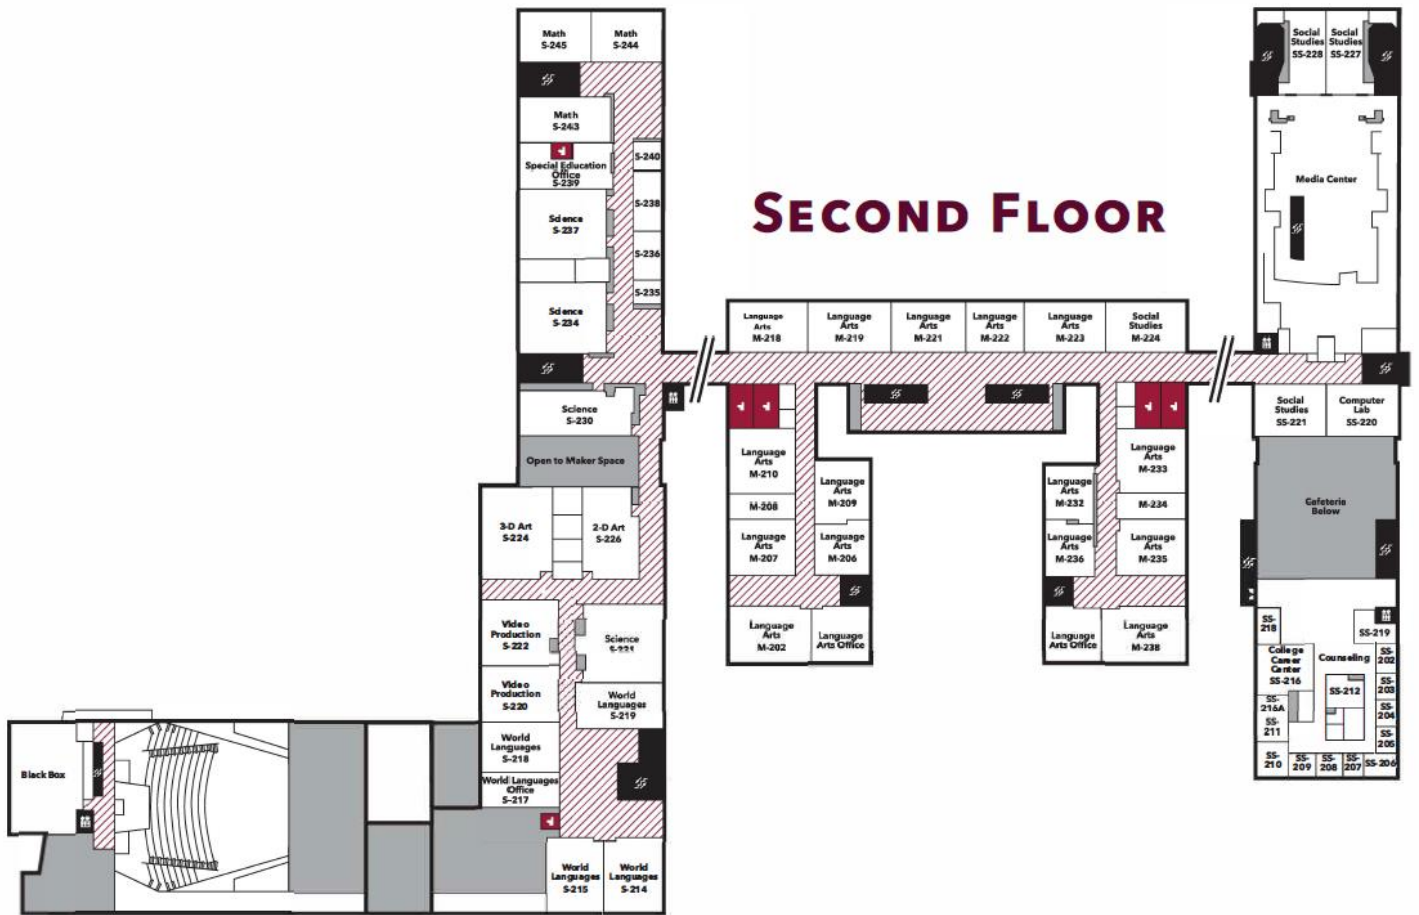 SECOND FLOOR
Math
S-245
Math
S-244
Math
S-243
Special Education
Office
S-239
S-240
S-238
Science
S-237
S-236
S-235
Science
S-234
Science
S-230
Open to Maker Space
3-D Art
S-224
2-D Art
S-226
Video
Production
S-222
Science
S-221
Video
Production
S-220
World
Languages
S-219
World
Languages
S-218
World Languages
Office
S-217
World
Languages
S-215
World
Languages
S-214
Black Box
Language
Arts
M-218
Language
Arts
M-219
Language
Arts
M-221
Language
Arts
M-222
Language
Arts
M-223
Social
Studies
M-224
Language
Arts
M-210
M-208
Language
Arts
M-209
Language
Arts
M-207
Language
Arts
M-206
Language
Arts
M-202
Language
Arts Office
Language
Arts
M-233
Language
Arts
M-232
M-234
Language
Arts
M-236
Language
Arts
M-235
Language
Arts Office
Language
Arts
M-238
Social
Studies
SS-228
Social
Studies
SS-227
Media Center
Social
Studies
SS-221
Computer
Lab
SS-220
Cafeteria
Below
SS-
218
SS-219
College
Career
Center
SS-216
Counseling
SS-
202
SS-
203
SS-212
SS-
216A
SS-
204
SS-
211
SS-
205
SS-
210
SS-
209
SS-
208
SS-
207
SS-206